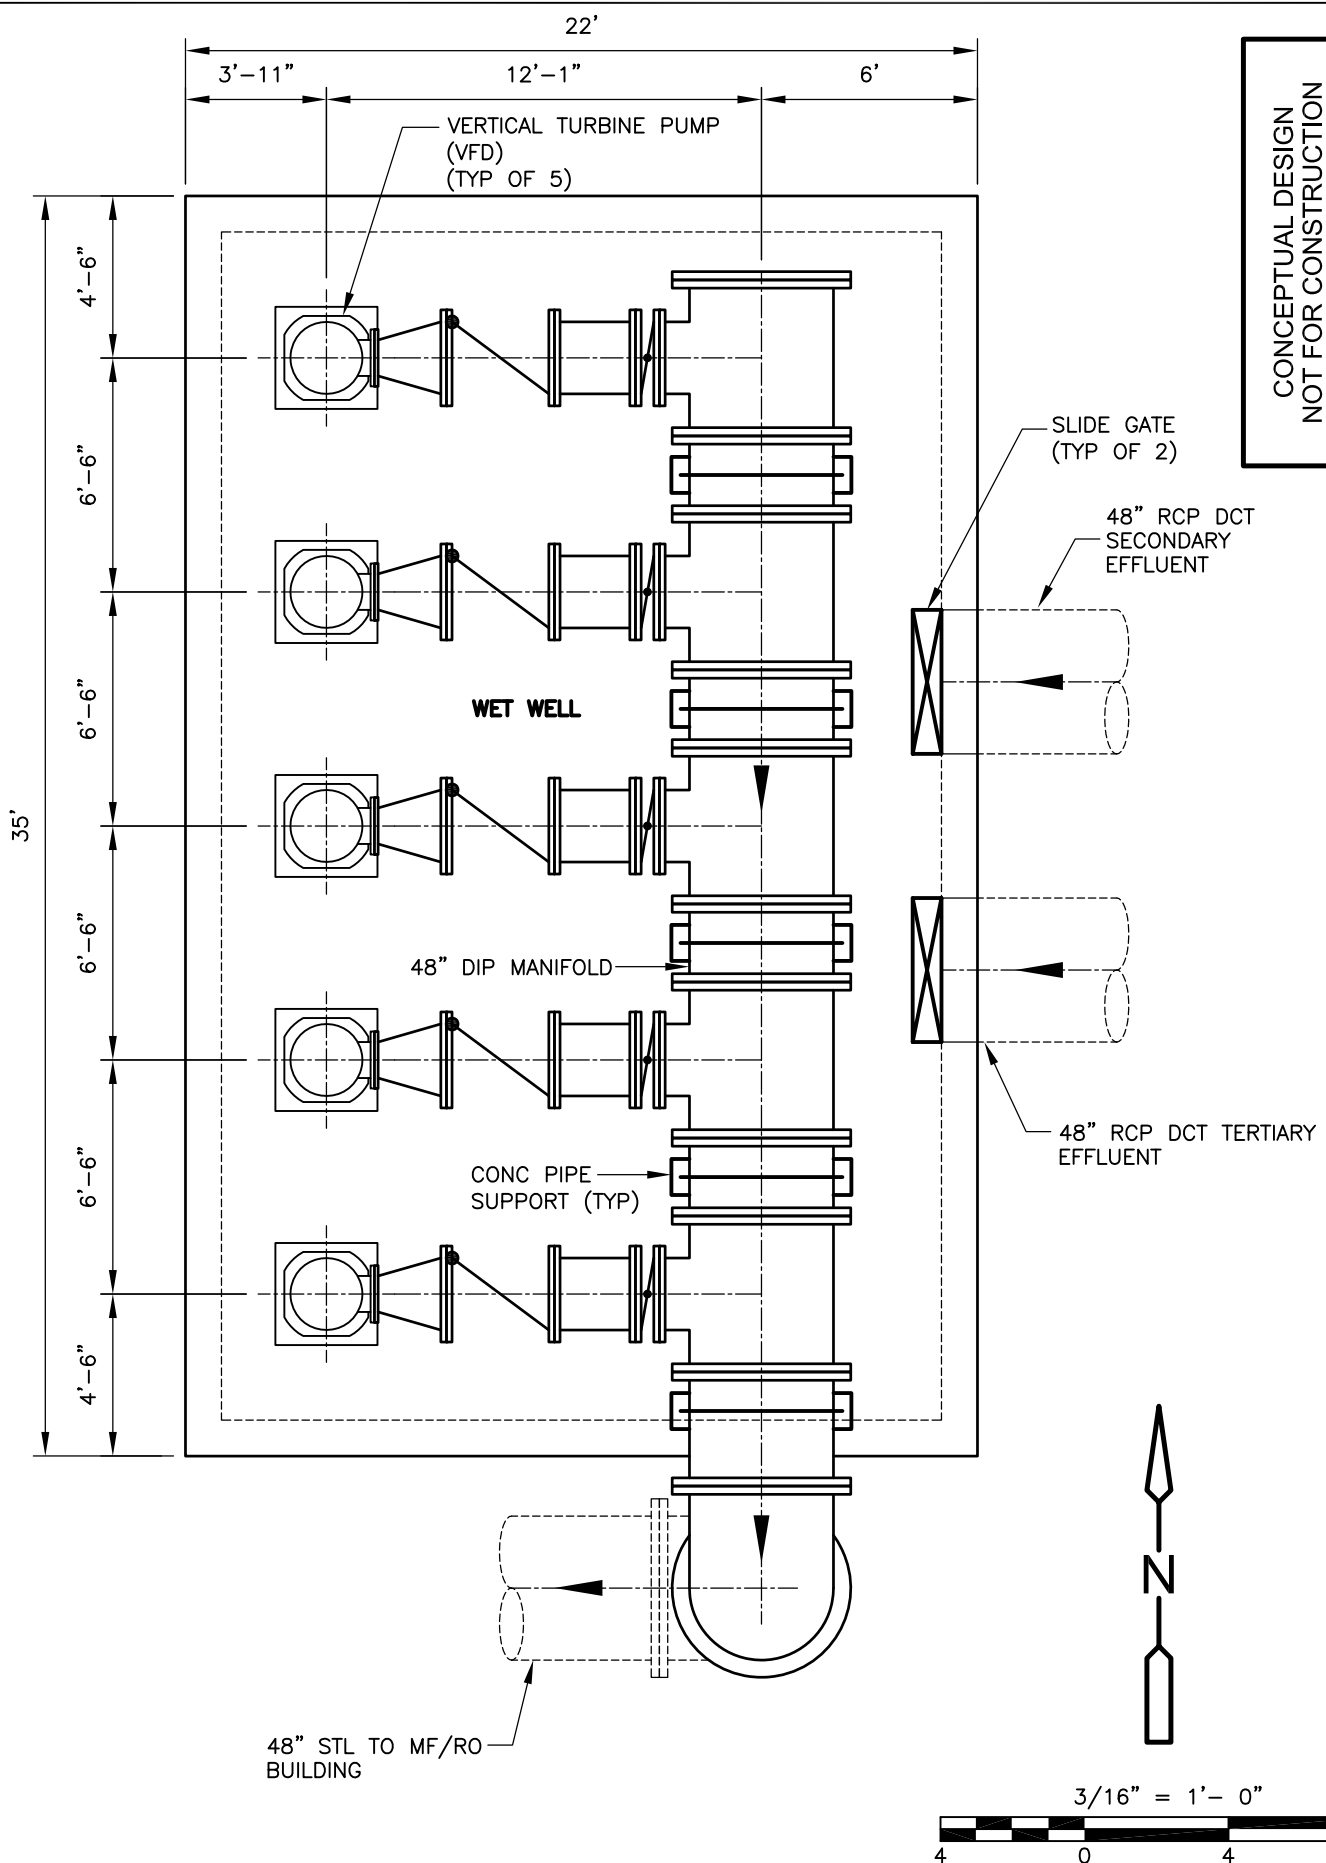 22'
3'-11"
12'-1"
6'
VERTICAL TURBINE PUMP
(VFD)
(TYP OF 5)
CONCEPTUAL DESIGN
NOT FOR CONSTRUCTION
4'-6"
6'-6"
6'-6"
6'-6"
6'-6"
4'-6"
35'
SLIDE GATE
(TYP OF 2)
48" RCP DCT
SECONDARY
EFFLUENT
WET WELL
48" DIP MANIFOLD
48" RCP DCT TERTIARY
EFFLUENT
CONC PIPE
SUPPORT (TYP)
N
48" STL TO MF/RO
BUILDING
3/16" = 1'- 0"
4 0 4